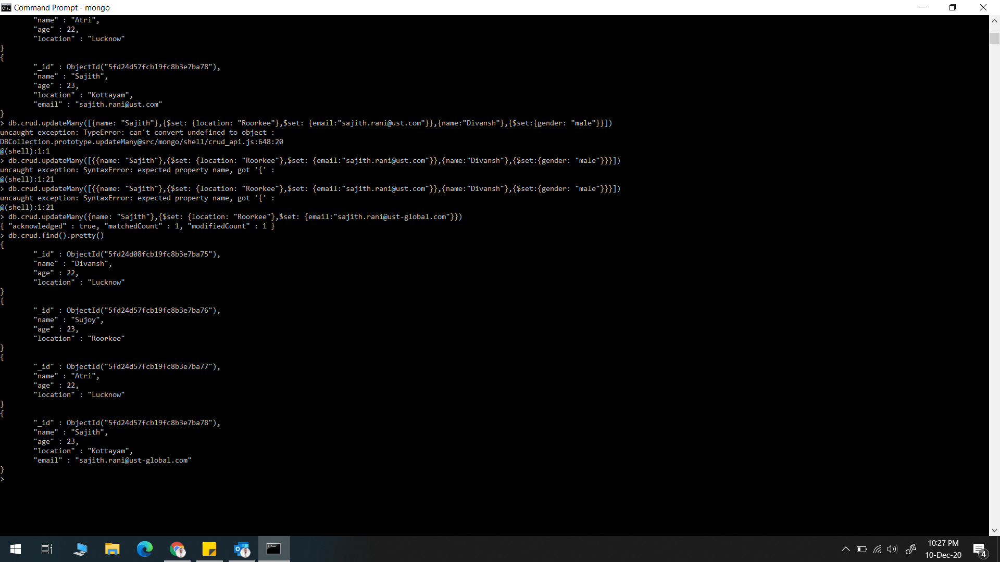 Command Prompt - mongo
"name" : "Atri",
"age" : 22,
"location" : "Lucknow"
}
{
"_id" : ObjectId("5fd24d57fcb19fc8b3e7ba78"),
"name" : "Sajith",
"age" : 23,
"location" : "Kottayam",
"email" : "sajith.rani@ust.com"
}
> db.crud.updateMany([{name: "Sajith"},{$set: {location: "Roorkee"},$set: {email:"sajith.rani@ust.com"}},{name:"Divansh"},{$set:{gender: "male"}}])
uncaught exception: TypeError: can't convert undefined to object :
DBCollection.prototype.updateMany@src/mongo/shell/crud_api.js:648:20
@(shell):1:1
> db.crud.updateMany([{{name: "Sajith"},{$set: {location: "Roorkee"},$set: {email:"sajith.rani@ust.com"}},{name:"Divansh"},{$set:{gender: "male"}}}])
uncaught exception: SyntaxError: expected property name, got '{' :
@(shell):1:21
> db.crud.updateMany([{{name: "Sajith"},{$set: {location: "Roorkee"},$set: {email:"sajith.rani@ust.com"}},{name:"Divansh"},{$set:{gender: "male"}}}])
uncaught exception: SyntaxError: expected property name, got '{' :
@(shell):1:21
> db.crud.updateMany({name: "Sajith"},{$set: {location: "Roorkee"},$set: {email:"sajith.rani@ust-global.com"}})
{ "acknowledged" : true, "matchedCount" : 1, "modifiedCount" : 1 }
> db.crud.find().pretty()
{
"_id" : ObjectId("5fd24d08fcb19fc8b3e7ba75"),
"name" : "Divansh",
"age" : 22,
"location" : "Lucknow"
}
{
"_id" : ObjectId("5fd24d57fcb19fc8b3e7ba76"),
"name" : "Sujoy",
"age" : 23,
"location" : "Roorkee"
}
{
"_id" : ObjectId("5fd24d57fcb19fc8b3e7ba77"),
"name" : "Atri",
"age" : 22,
"location" : "Lucknow"
}
{
"_id" : ObjectId("5fd24d57fcb19fc8b3e7ba78"),
"name" : "Sajith",
"age" : 23,
"location" : "Kottayam",
"email" : "sajith.rani@ust-global.com"
}
>
10:27 PM
10-Dec-20
4